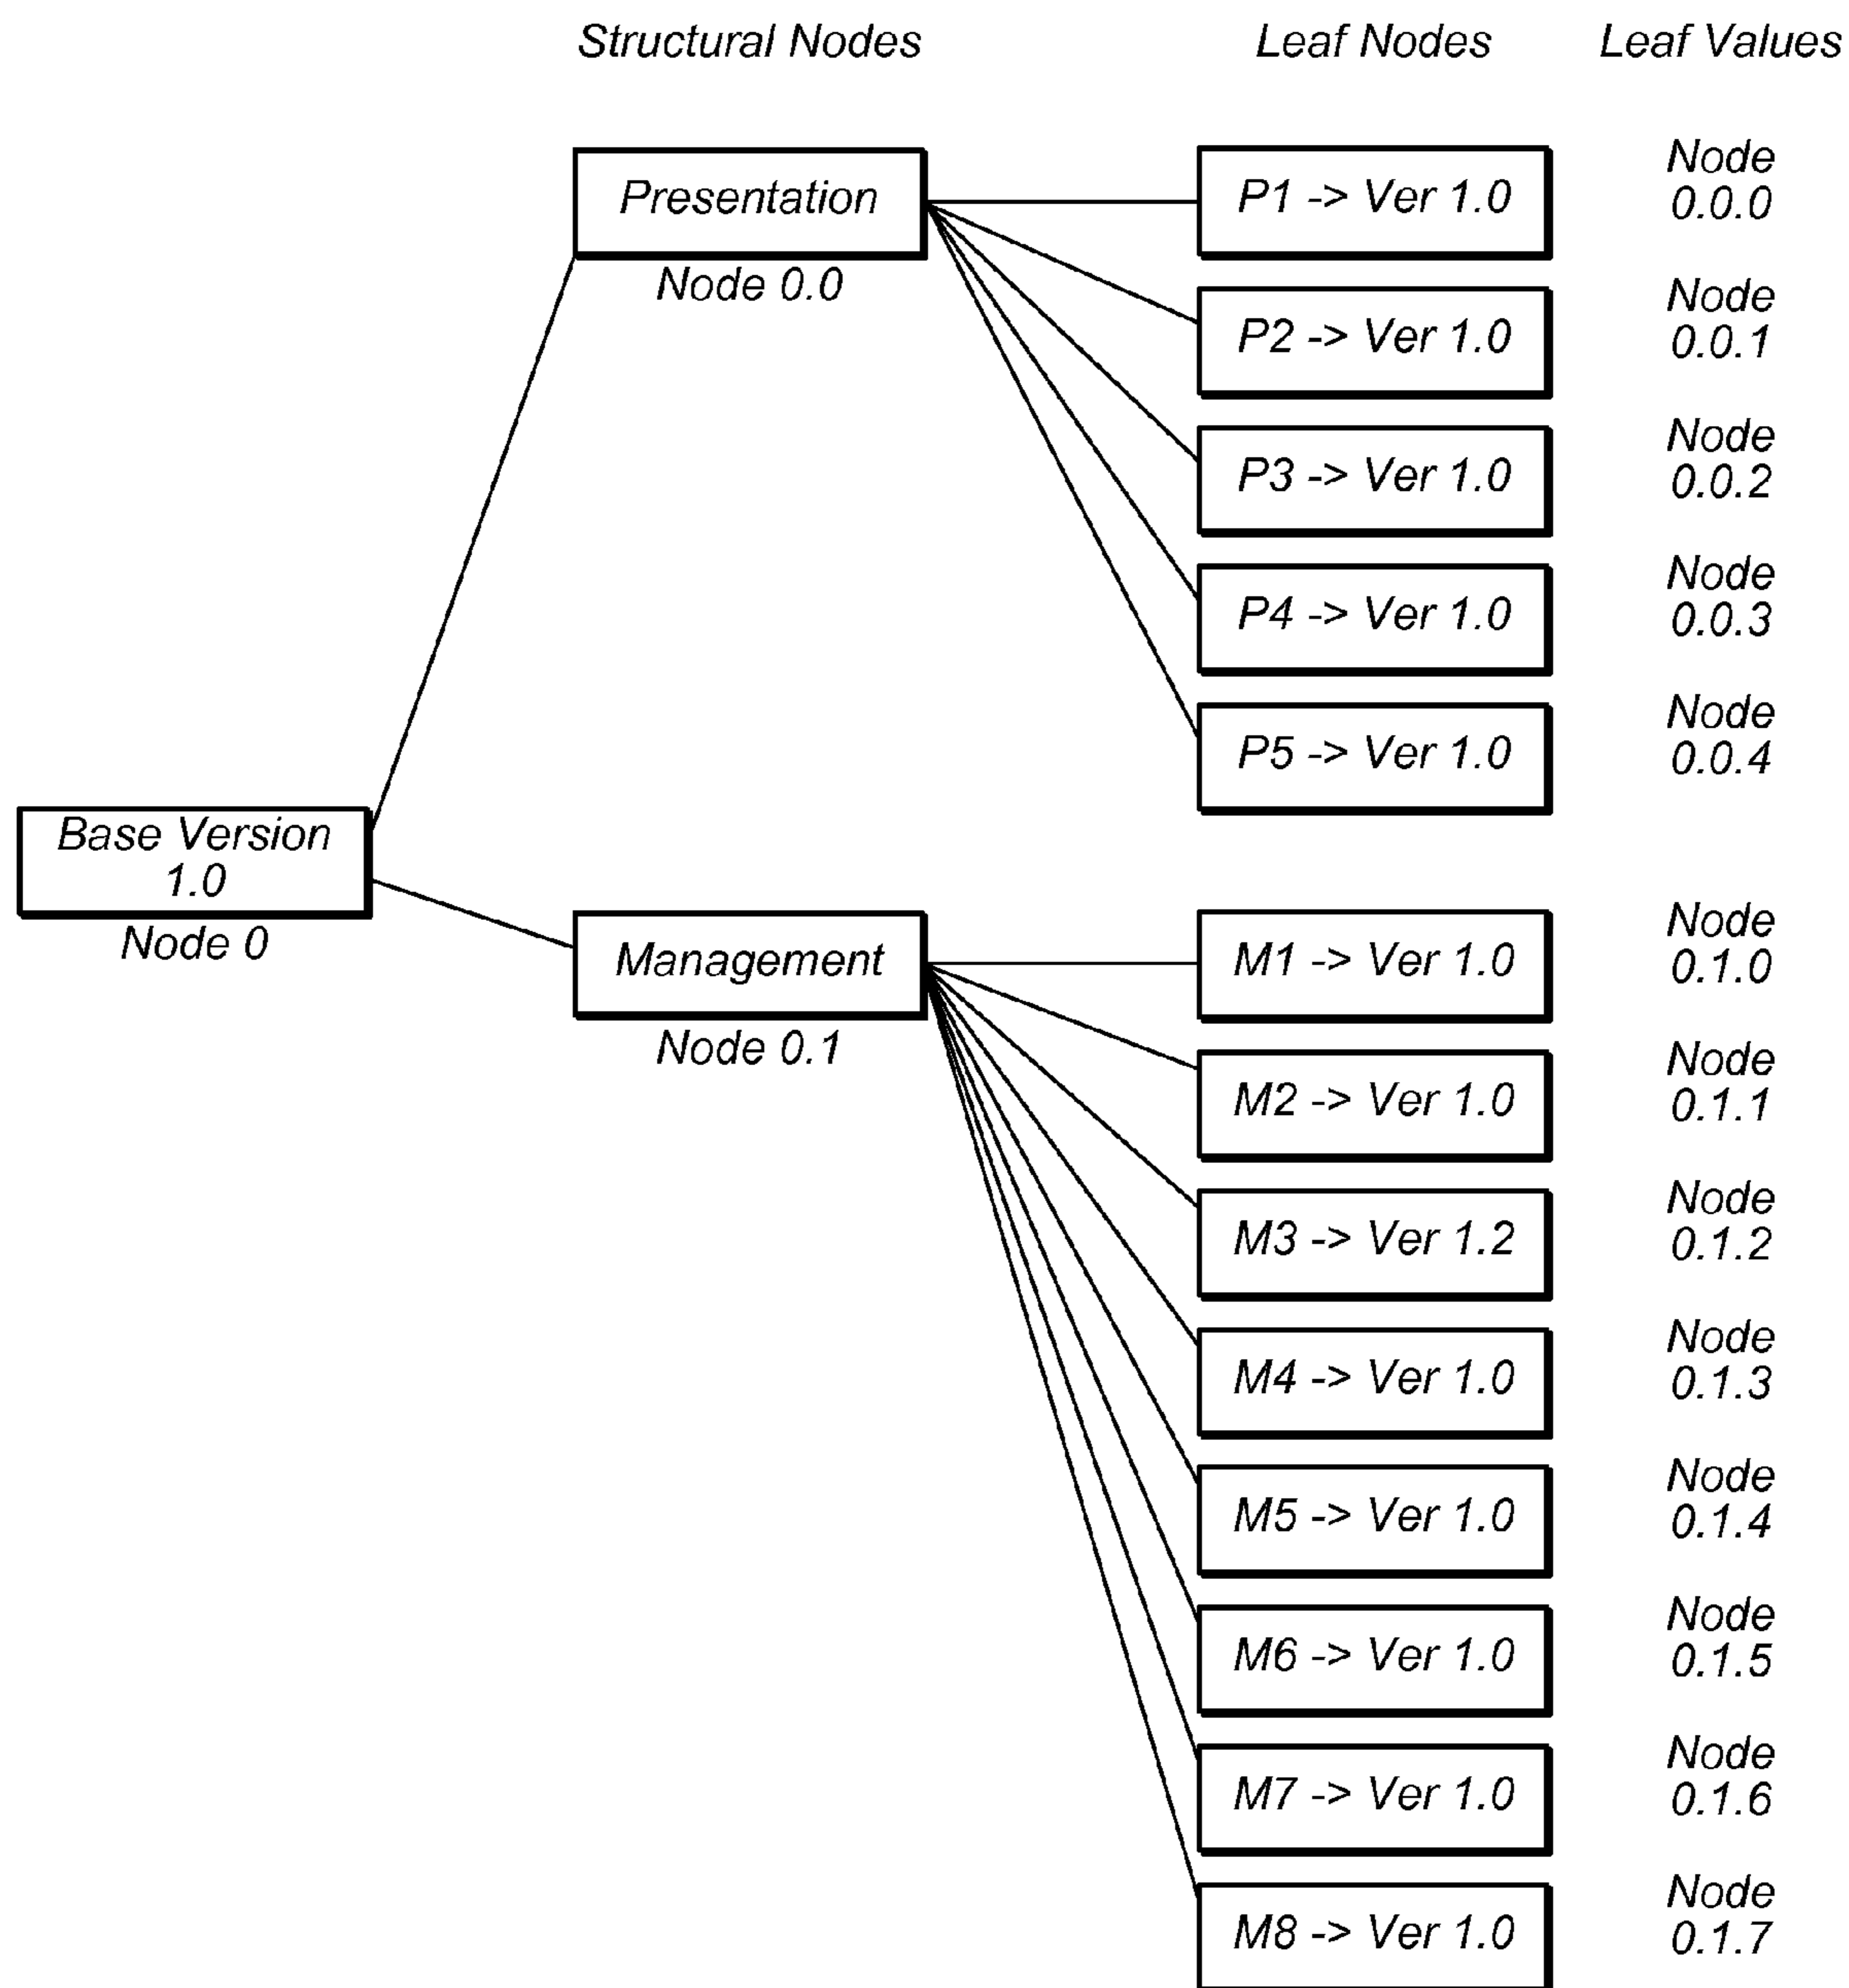 Structural Nodes
Leaf Nodes
Leaf Values
Presentation
Node 0.0
P1 -> Ver 1.0
Node
0.0.0
P2 -> Ver 1.0
Node
0.0.1
P3 -> Ver 1.0
Node
0.0.2
P4 -> Ver 1.0
Node
0.0.3
P5 -> Ver 1.0
Node
0.0.4
Base Version
1.0
Node 0
Management
Node 0.1
M1 -> Ver 1.0
Node
0.1.0
M2 -> Ver 1.0
Node
0.1.1
M3 -> Ver 1.2
Node
0.1.2
M4 -> Ver 1.0
Node
0.1.3
M5 -> Ver 1.0
Node
0.1.4
M6 -> Ver 1.0
Node
0.1.5
M7 -> Ver 1.0
Node
0.1.6
M8 -> Ver 1.0
Node
0.1.7